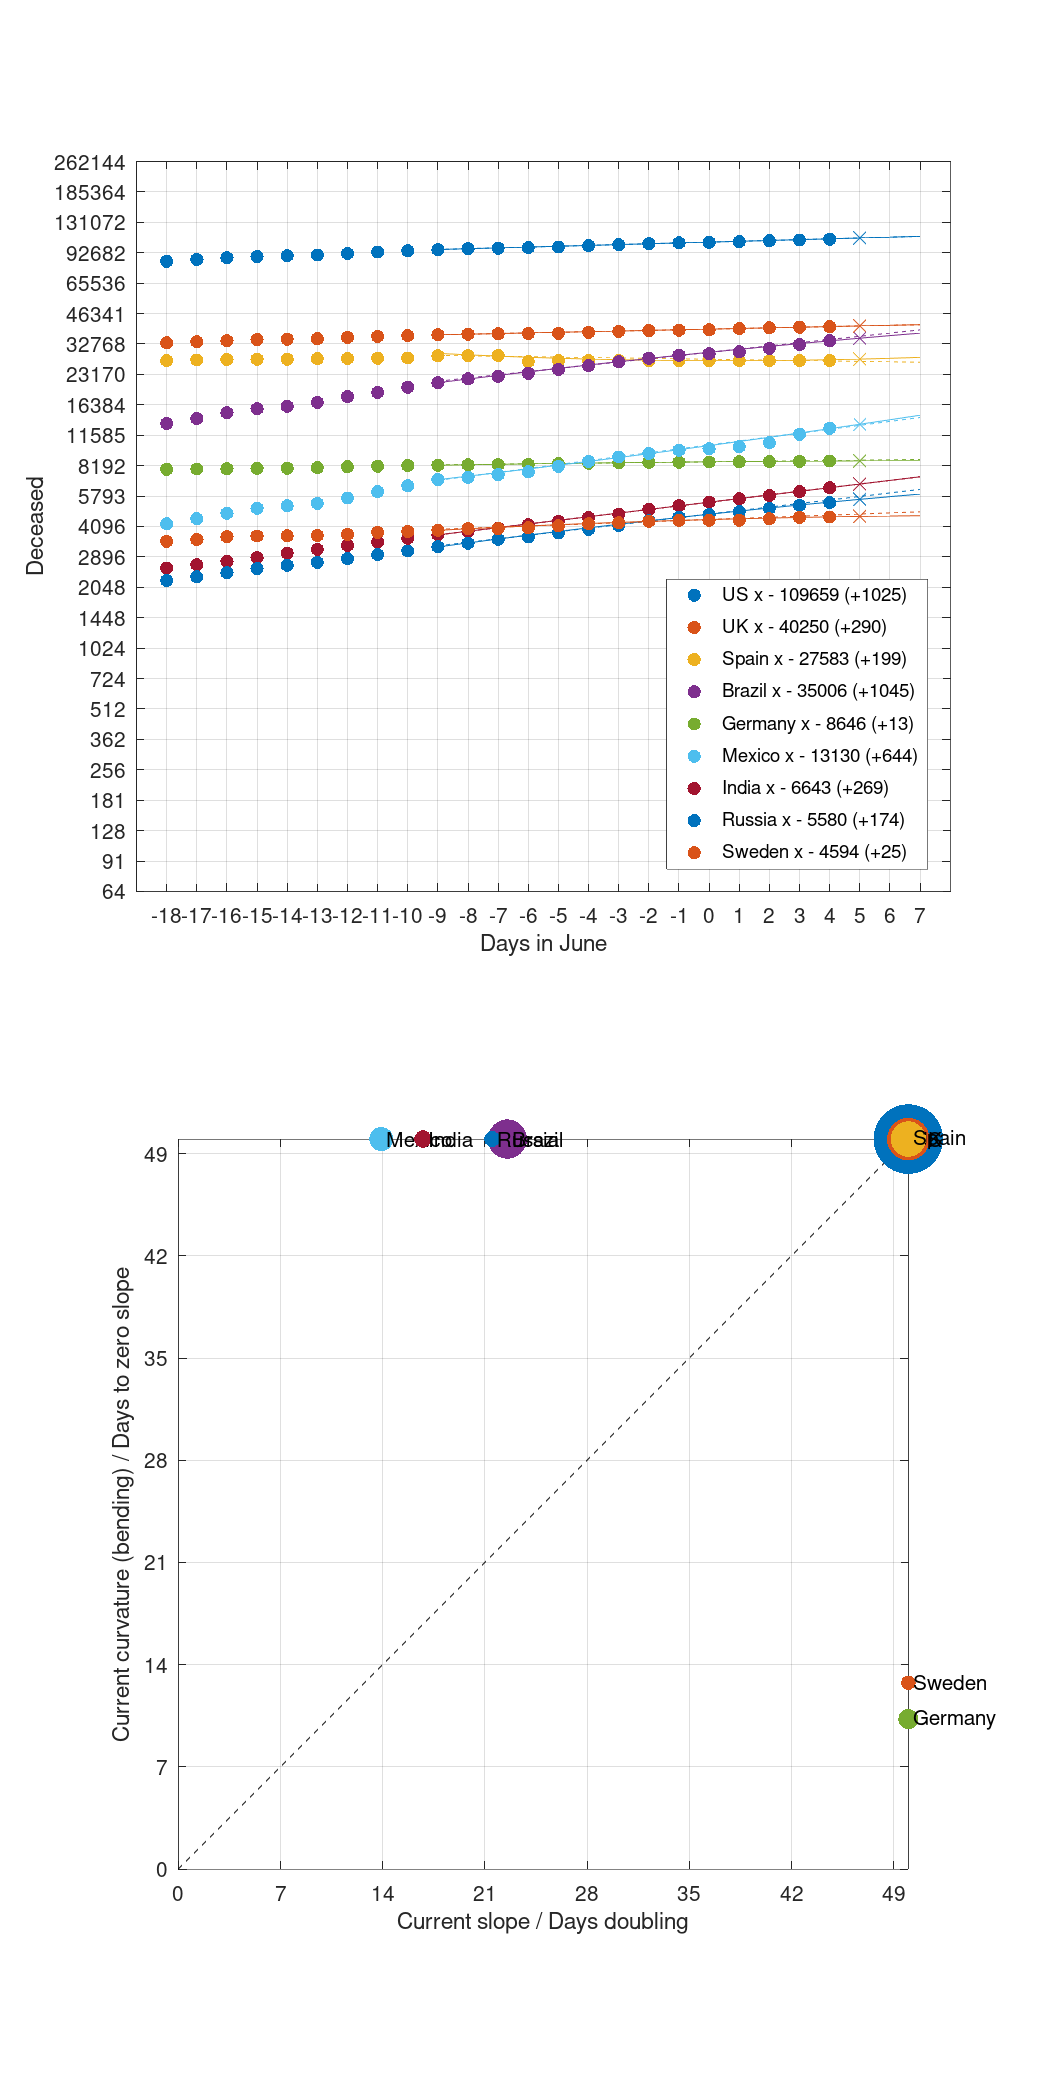 262144
185364
131072
92682
65536
46341
32768
23170
16384
11585
8192
5793
4096
2896
2048
1448
1024
724
512
362
256
181
128
91
64
Deceased
US x - 109659 (+1025)
UK x - 40250 (+290)
Spain x - 27583 (+199)
Brazil x - 35006 (+1045)
Germany x - 8646 (+13)
Mexico x - 13130 (+644)
India x - 6643 (+269)
Russia x - 5580 (+174)
Sweden x - 4594 (+25)
-18 -17 -16 -15 -14 -13 -12 -11 -10 -9 -8 -7 -6 -5 -4 -3 -2 -1 0 1 2 3 4 5 6 7
Days in June
Mexico India Russia Brazil Spain
49
42
35
28
21
14
7
0
Current curvature (bending) / Days to zero slope
Sweden
Germany
0 7 14 21 28 35 42 49
Current slope / Days doubling